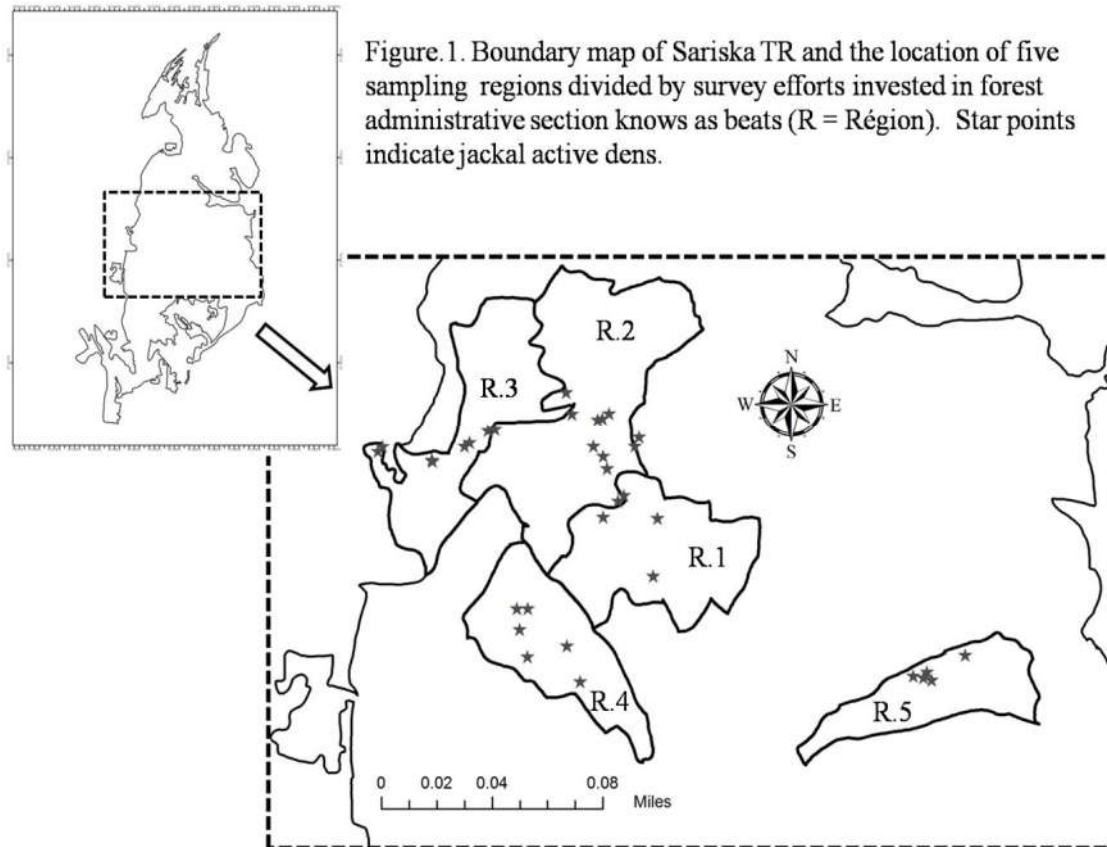 Figure.1. Boundary map of Sariska TR and the location of five
sampling regions divided by survey efforts invested in forest
administrative section knows as beats (R = Région). Star points
indicate jackal active dens.
R.2
N
R.3
W
E
S
R.1
R.4
R.5
0
0.02
0.04
0.08
Miles